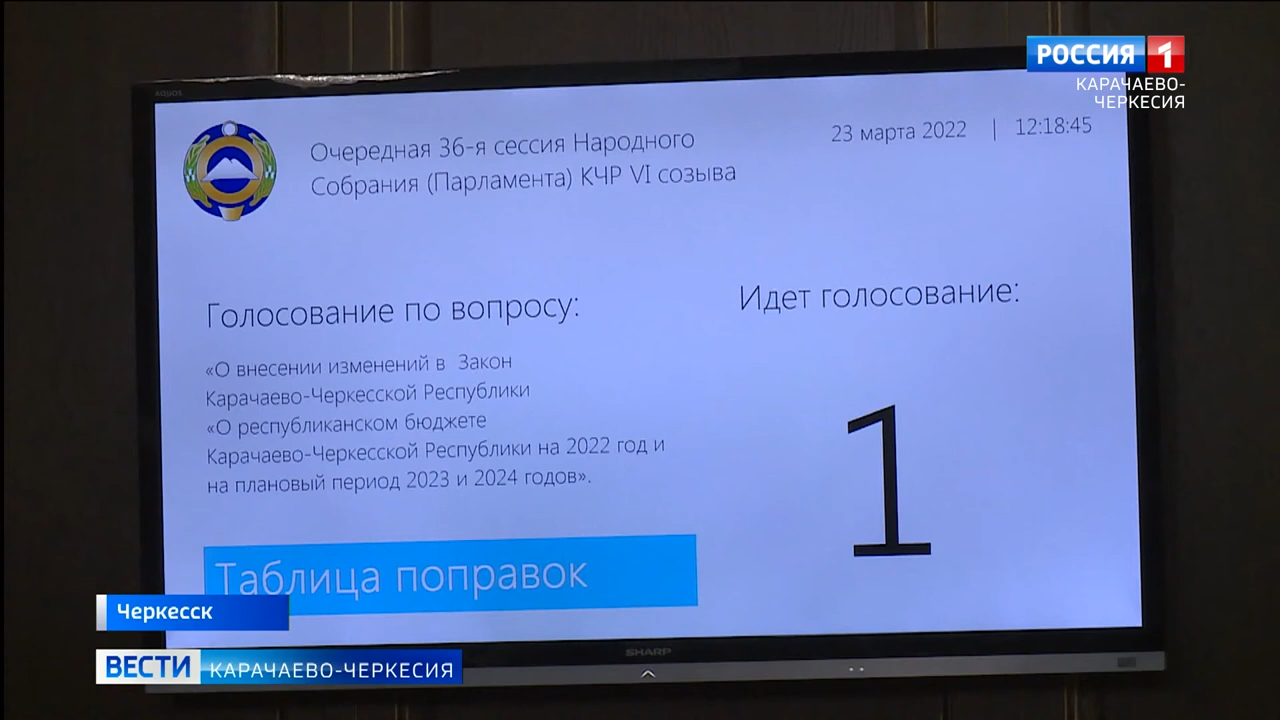 РОССИЯ 1
КАРАЧАЕВО-
ЧЕРКЕСИЯ
AQUOS
Очередная 36-я сессия Народного
Собрания (Парламента) КЧР VI созыва
23 марта 2022 | 12:18:45
Голосование по вопросу:
«О внесении изменений в Закон
Карачаево-Черкесской Республики
«О республиканском бюджете
Карачаево-Черкесской Республики на 2022 год и
на плановый период 2023 и 2024 годов».
Идет голосование:
1
Таблица поправок
Черкесск
SHARP
ВЕСТИ КАРАЧАЕВО-ЧЕРКЕСИЯ